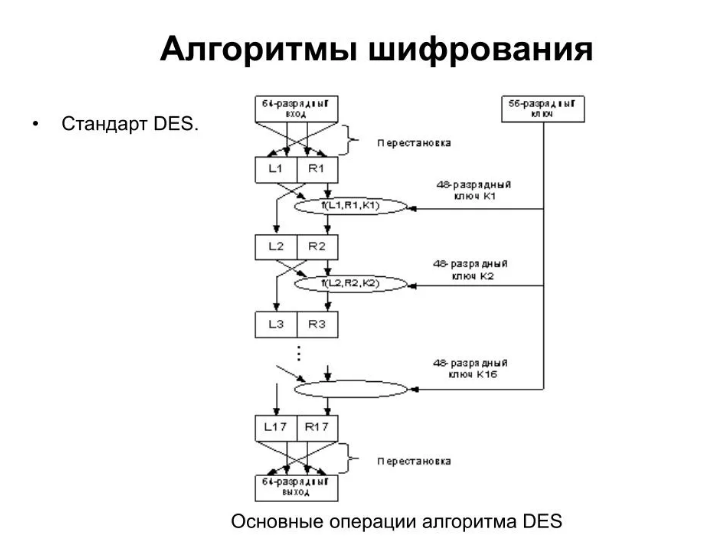 Алгоритмы шифрования
• Стандарт DES.
64-разрядный
вход
56-разрядный
ключ
Перестановка
L1 R1
48-разрядный
ключ K1
f(L1,R1,K1)
L2 R2
48-разрядный
ключ K2
f(L2,R2,K2)
L3 R3
...
48-разрядный
ключ K16
L17 R17
Перестановка
64-разрядный
выход
Основные операции алгоритма DES